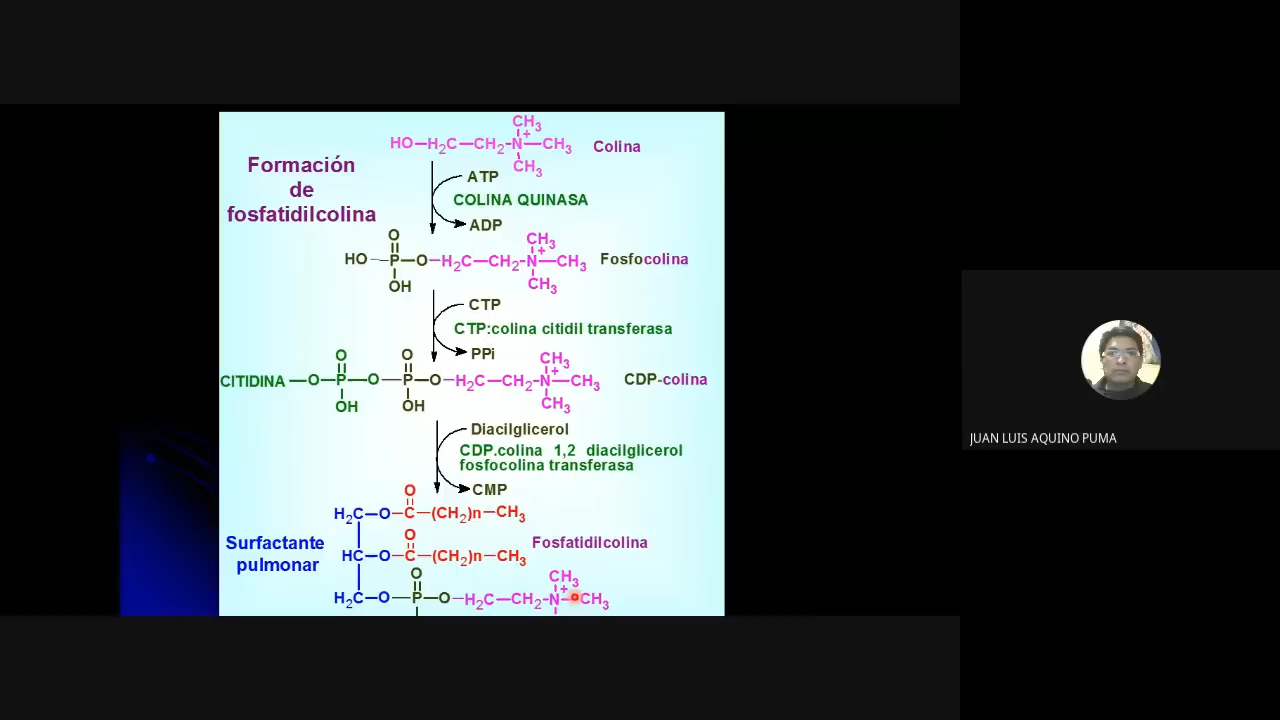 Formación
de
fosfatidilcolina
CH3
HO—H2C—CH2-N—CH3
+
CH3
Colina
ATP
COLINA QUINASA
ADP
O
CH3
HO—P—O—H2C—CH2-N—CH3
+
OH
CH3
Fosfocolina
CTP
CTP:colina citidil transferasa
PPi
O
O
CH3
CITIDINA—O—P—O—P—O—H2C—CH2-N—CH3
+
OH
OH
CH3
CDP-colina
Diacilglicerol
CDP.colina 1,2 diacilglicerol
fosfocolina transferasa
CMP
O
H2C—O—C—(CH2)n—CH3
O
HC—O—C—(CH2)n—CH3
Fosfatidilcolina
Surfactante
pulmonar
O
CH3
H2C—O—P—O—H2C—CH2-N—CH3
+
JUAN LUIS AQUINO PUMA